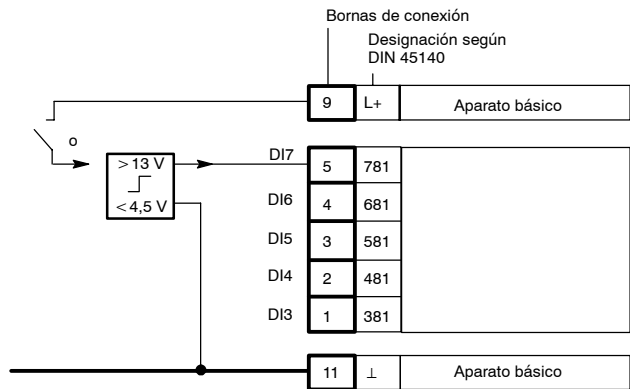 Bornas de conexión
Designación según
DIN 45140
9 L+ Aparato básico
o
>13 V
<4,5 V
DI7 5 781
DI6 4 681
DI5 3 581
DI4 2 481
DI3 1 381
11 ⊥ Aparato básico